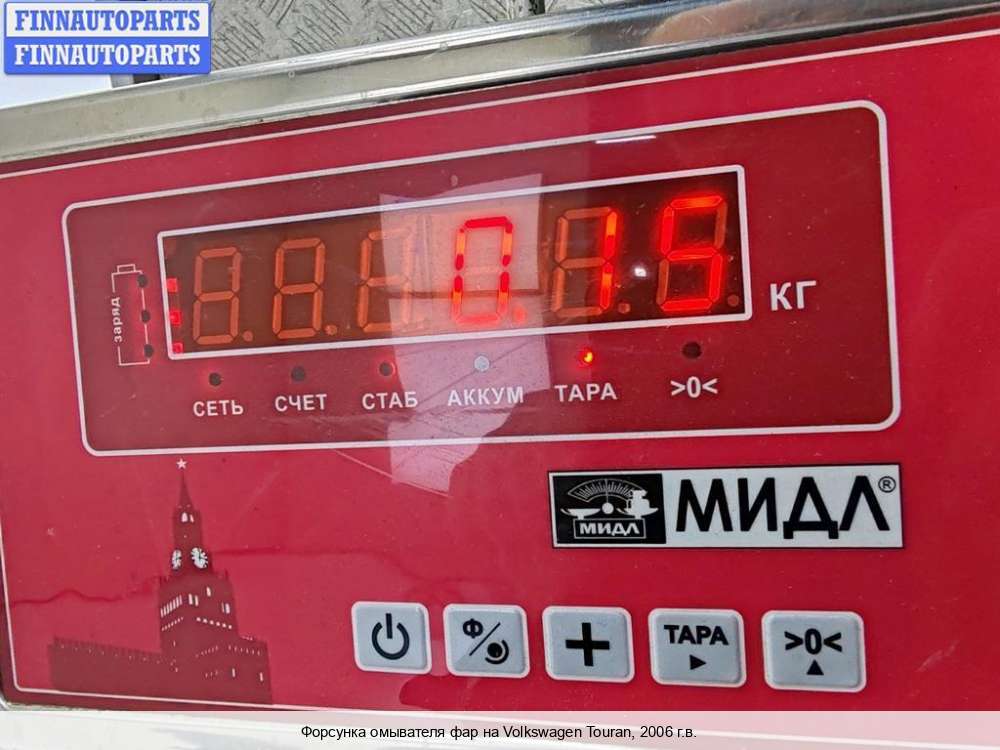 FINNAUTOPARTS
FINNAUTOPARTS
заряд
0.15
КГ
СЕТЬ СЧЕТ СТАБ АККУМ ТАРА >0<
МИДЛ МИДЛ®
Ф ТАРА >0<
Форсунка омывателя фар на Volkswagen Touran, 2006 г.в.